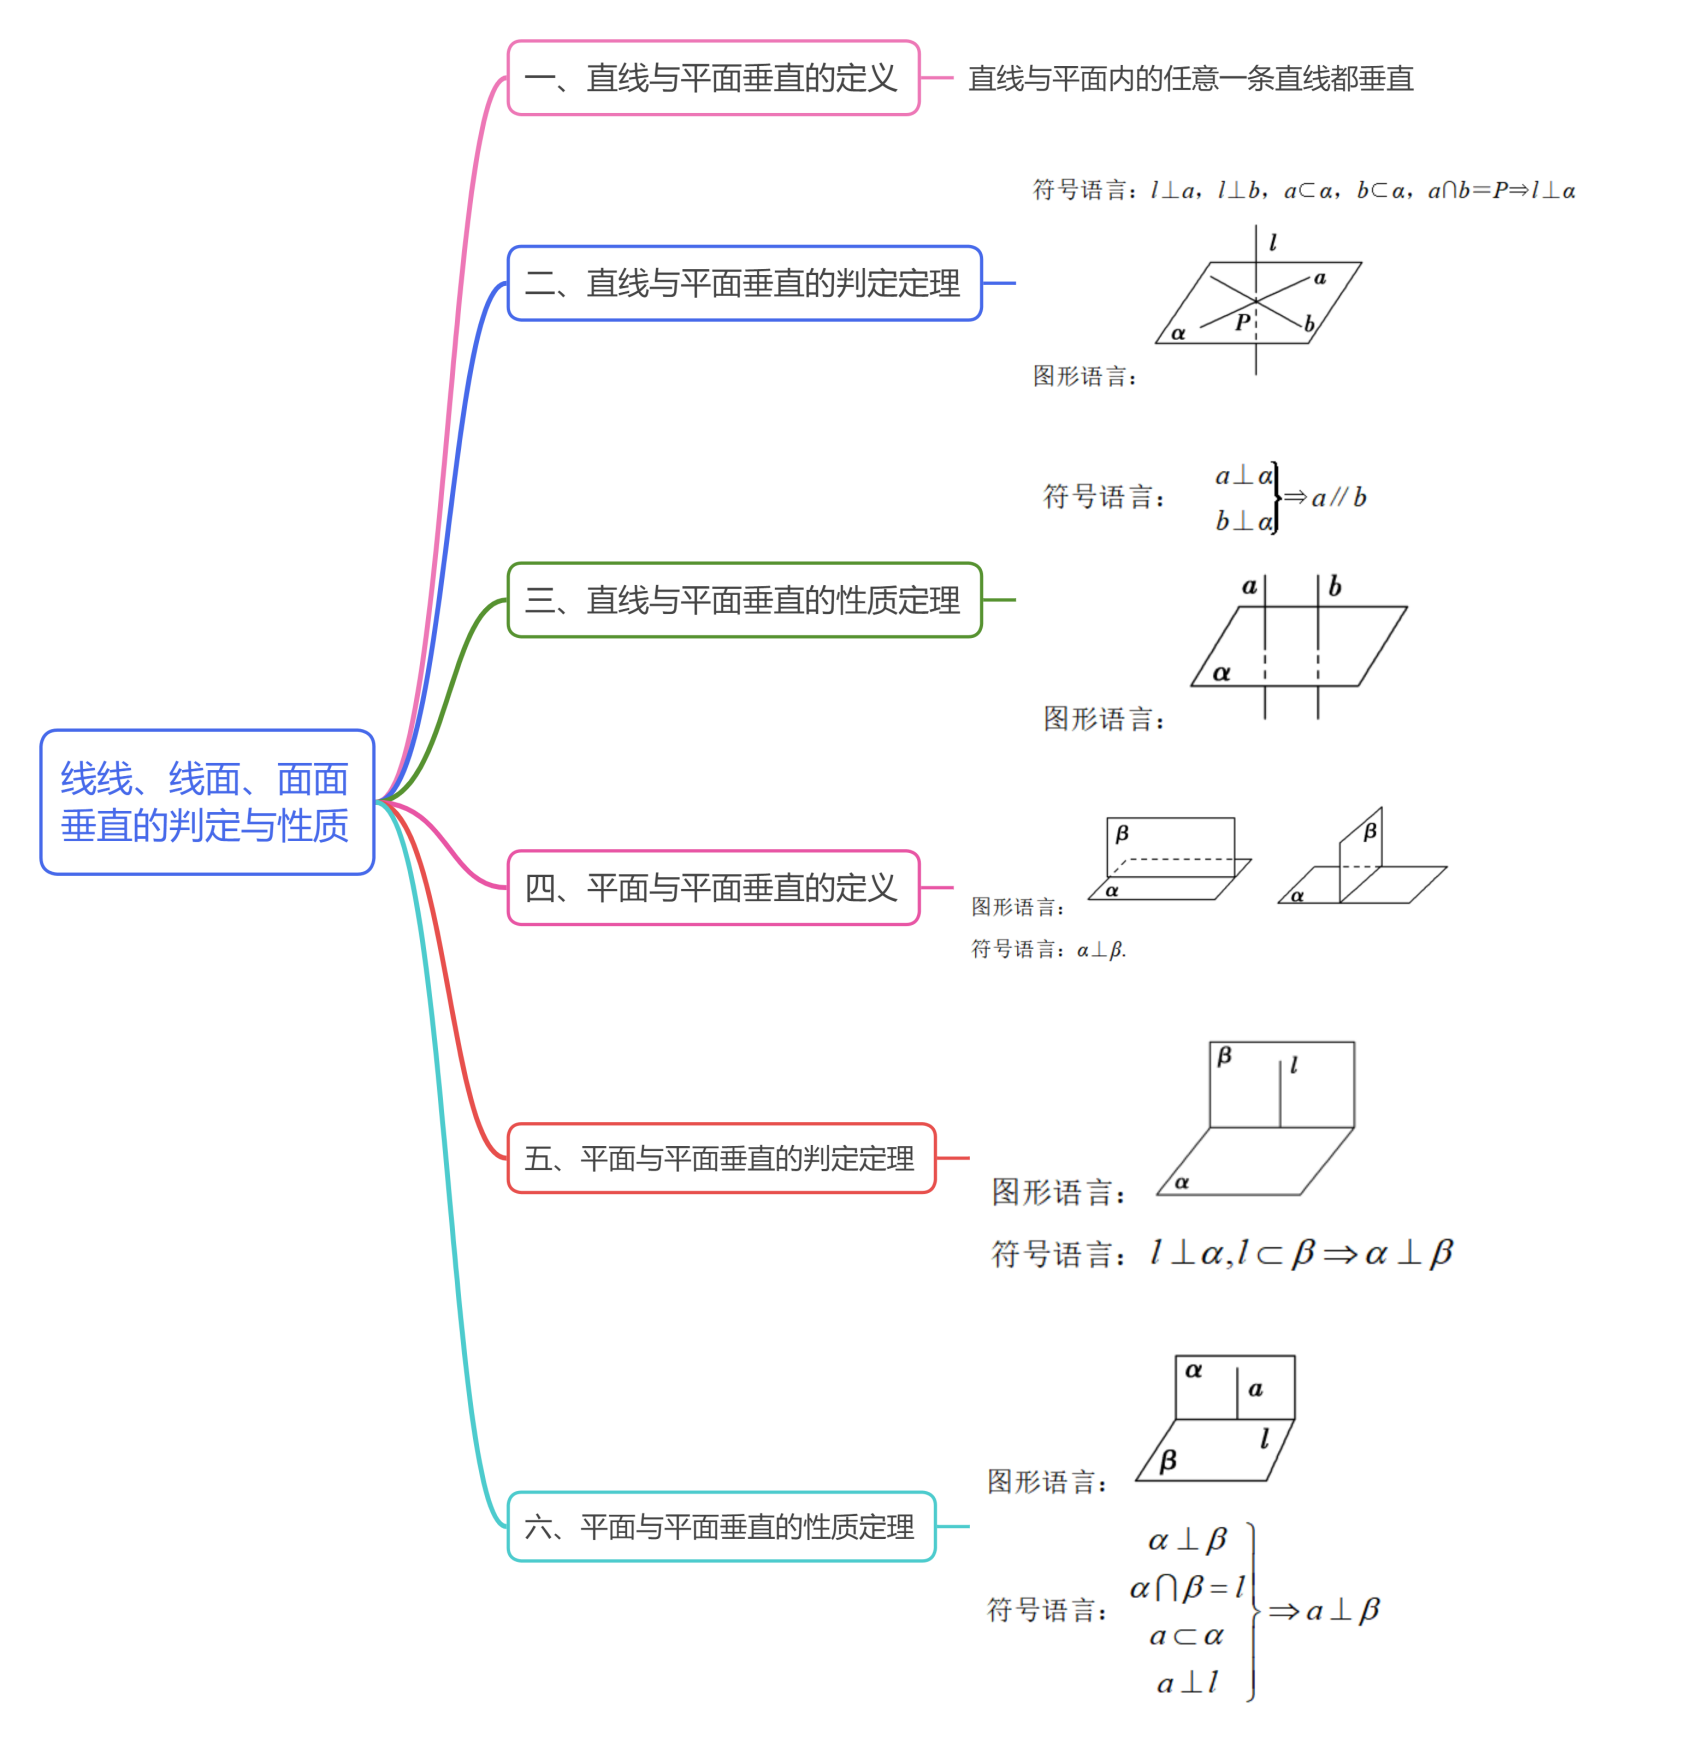 线线、线面、面面
垂直的判定与性质
一、直线与平面垂直的定义
直线与平面内的任意一条直线都垂直
二、直线与平面垂直的判定定理
符号语言：l⊥a，l⊥b，a⊂α，b⊂α，a∩b＝P⇒l⊥α
l
a
P
b
α
图形语言：
三、直线与平面垂直的性质定理
a⊥α
符号语言： }⇒a∥b
b⊥α
a b
α
图形语言：
四、平面与平面垂直的定义
β β
α α
图形语言：
符号语言：α⊥β.
五、平面与平面垂直的判定定理
β l
α
图形语言：
符号语言：l⊥α,l⊂β⇒α⊥β
六、平面与平面垂直的性质定理
α
a
l
β
图形语言：
α⊥β
α∩β=l
符号语言： }⇒a⊥β
a⊂α
a⊥l